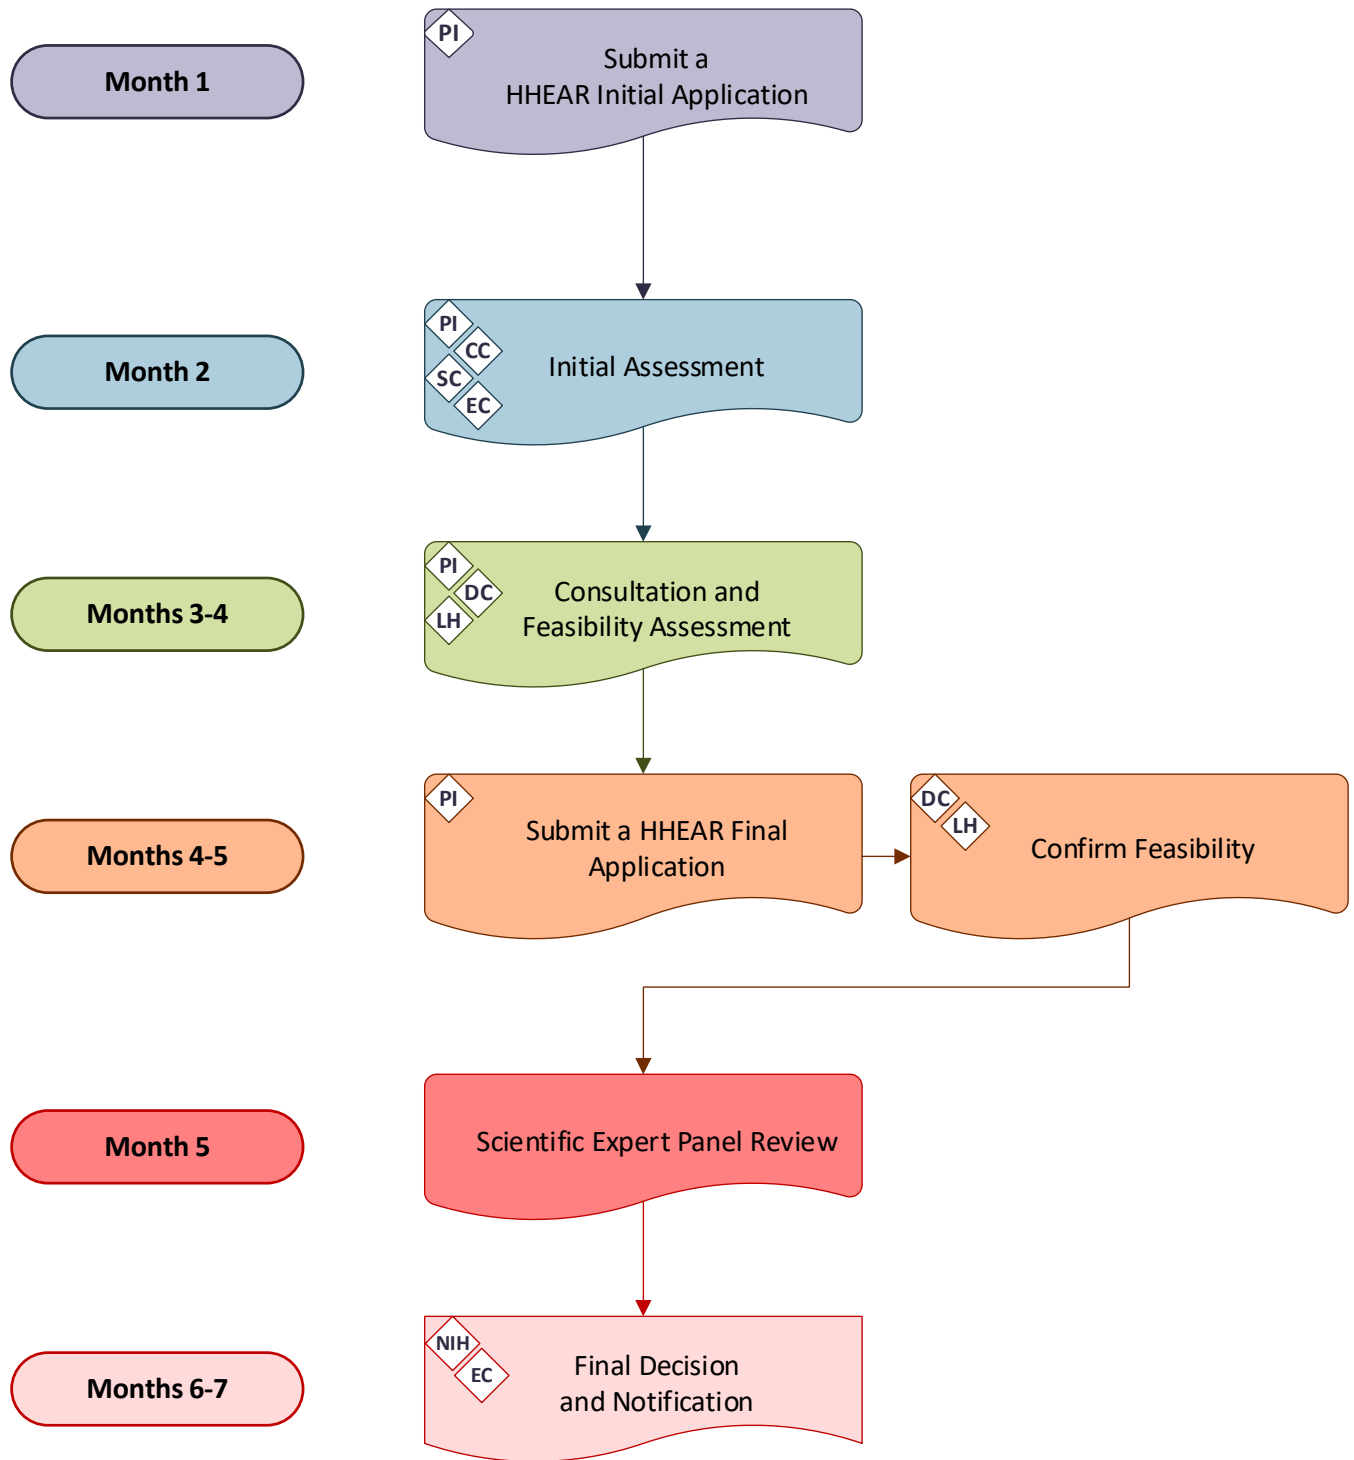 Month 1
PI
Submit a
HHEAR Initial Application
Month 2
PI
CC
SC
EC
Initial Assessment
Months 3-4
PI
DC
LH
Consultation and
Feasibility Assessment
Months 4-5
PI
Submit a HHEAR Final
Application
DC
LH
Confirm Feasibility
Month 5
Scientific Expert Panel Review
Months 6-7
NIH
EC
Final Decision
and Notification